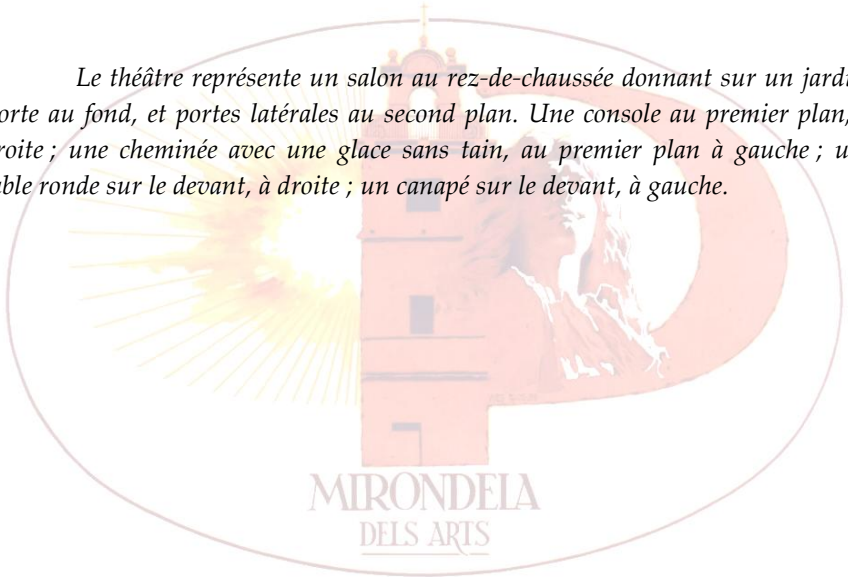 Le théâtre représente un salon au rez-de-chaussée donnant sur un jardi
orte au fond, et portes latérales au second plan. Une console au premier plan,
roite ; une cheminée avec une glace sans tain, au premier plan à gauche ; u
able ronde sur le devant, à droite ; un canapé sur le devant, à gauche.
MIRONDELA
DELS ARTS